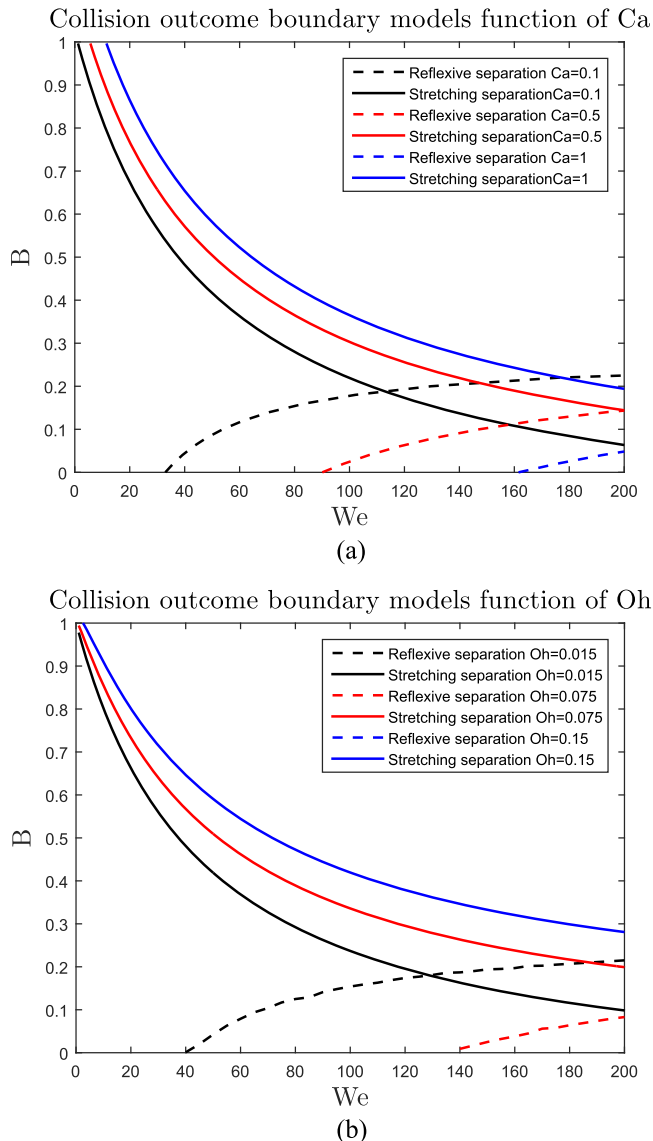 Collision outcome boundary models function of Ca
1
0.9
0.8
0.7
0.6
0.5
0.4
0.3
0.2
0.1
0
B
Reflexive separation Ca=0.1
Stretching separationCa=0.1
Reflexive separation Ca=0.5
Stretching separationCa=0.5
Reflexive separation Ca=1
Stretching separationCa=1
0 20 40 60 80 100 120 140 160 180 200
We
(a)
Collision outcome boundary models function of Oh
1
0.9
0.8
0.7
0.6
0.5
0.4
0.3
0.2
0.1
0
B
Reflexive separation Oh=0.015
Stretching separation Oh=0.015
Reflexive separation Oh=0.075
Stretching separation Oh=0.075
Reflexive separation Oh=0.15
Stretching separation Oh=0.15
0 20 40 60 80 100 120 140 160 180 200
We
(b)